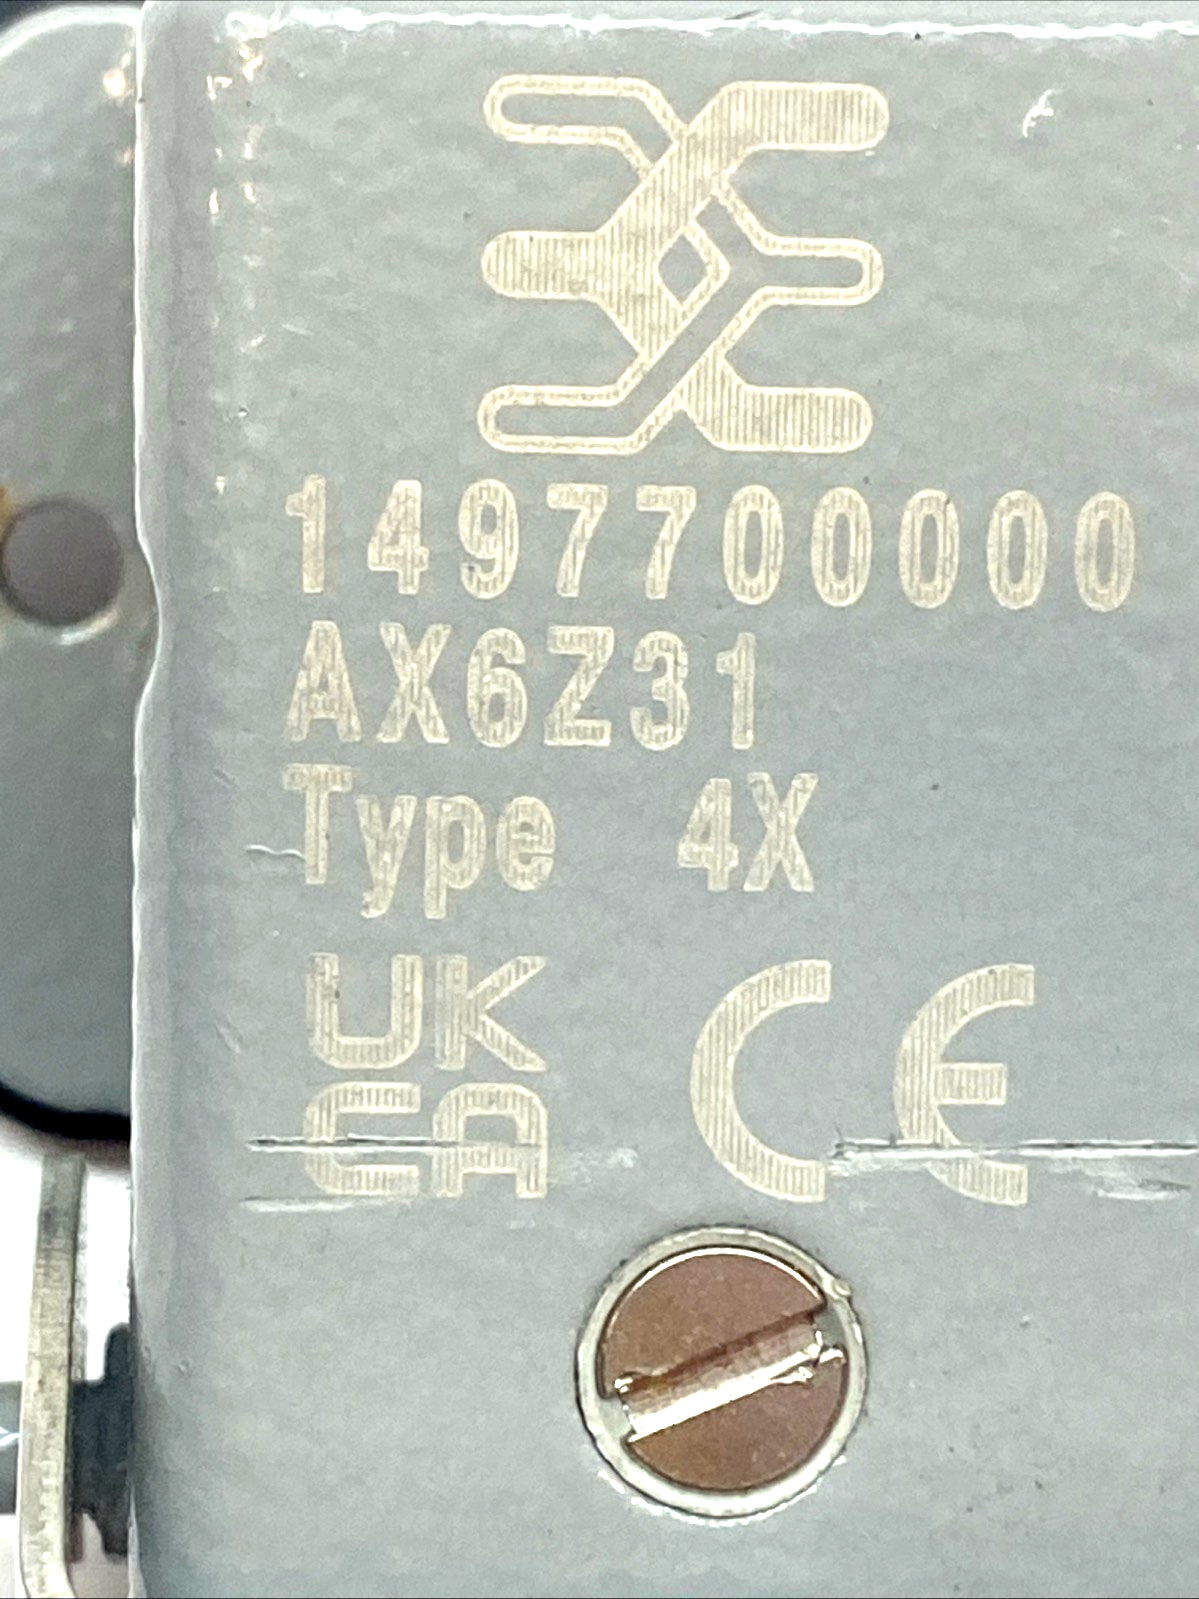 1497700000
AX6Z31
Type 4X
UK CE
CA